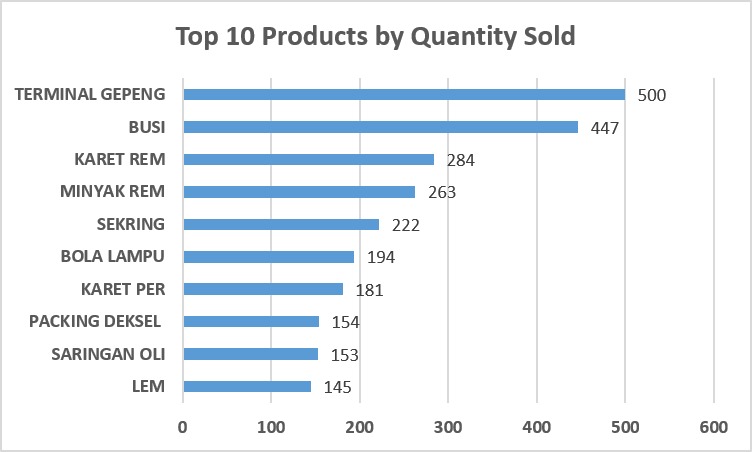 Top 10 Products by Quantity Sold
TERMINAL GEPENG 500
BUSI 447
KARET REM 284
MINYAK REM 263
SEKRING 222
BOLA LAMPU 194
KARET PER 181
PACKING DEKSEL 154
SARINGAN OLI 153
LEM 145
0 100 200 300 400 500 600